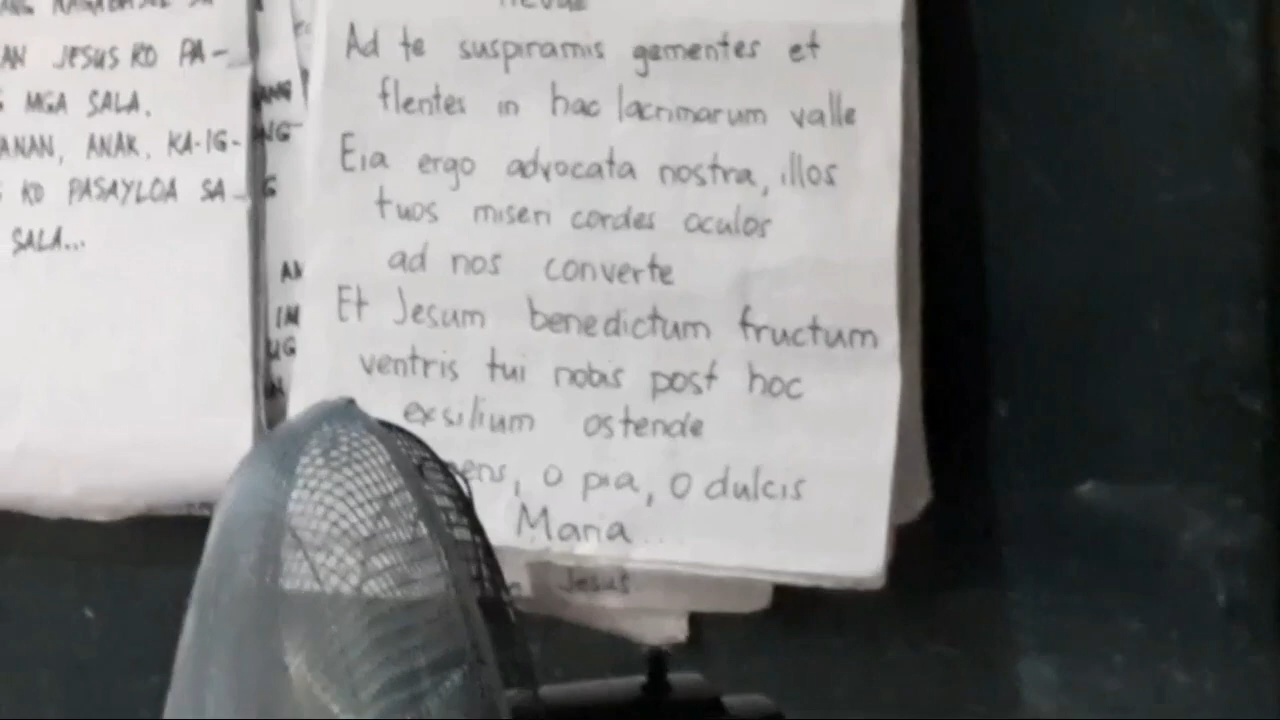 AN JESUS KO PA-
MGA SALA.
ANAN, ANAK, KA-IG-
KO PASAYLOA SA-
SALA...
Ad te suspiramis gementes et
flentes in hac lacrimarum valle
Eia ergo advocata nostra, illos
tuos miseri cordes oculos
ad nos converte
Et Jesum benedictum fructum
ventris tui nobis post hoc
exsilium ostende
ens, o pia, O dulcis
Maria..
Jesus